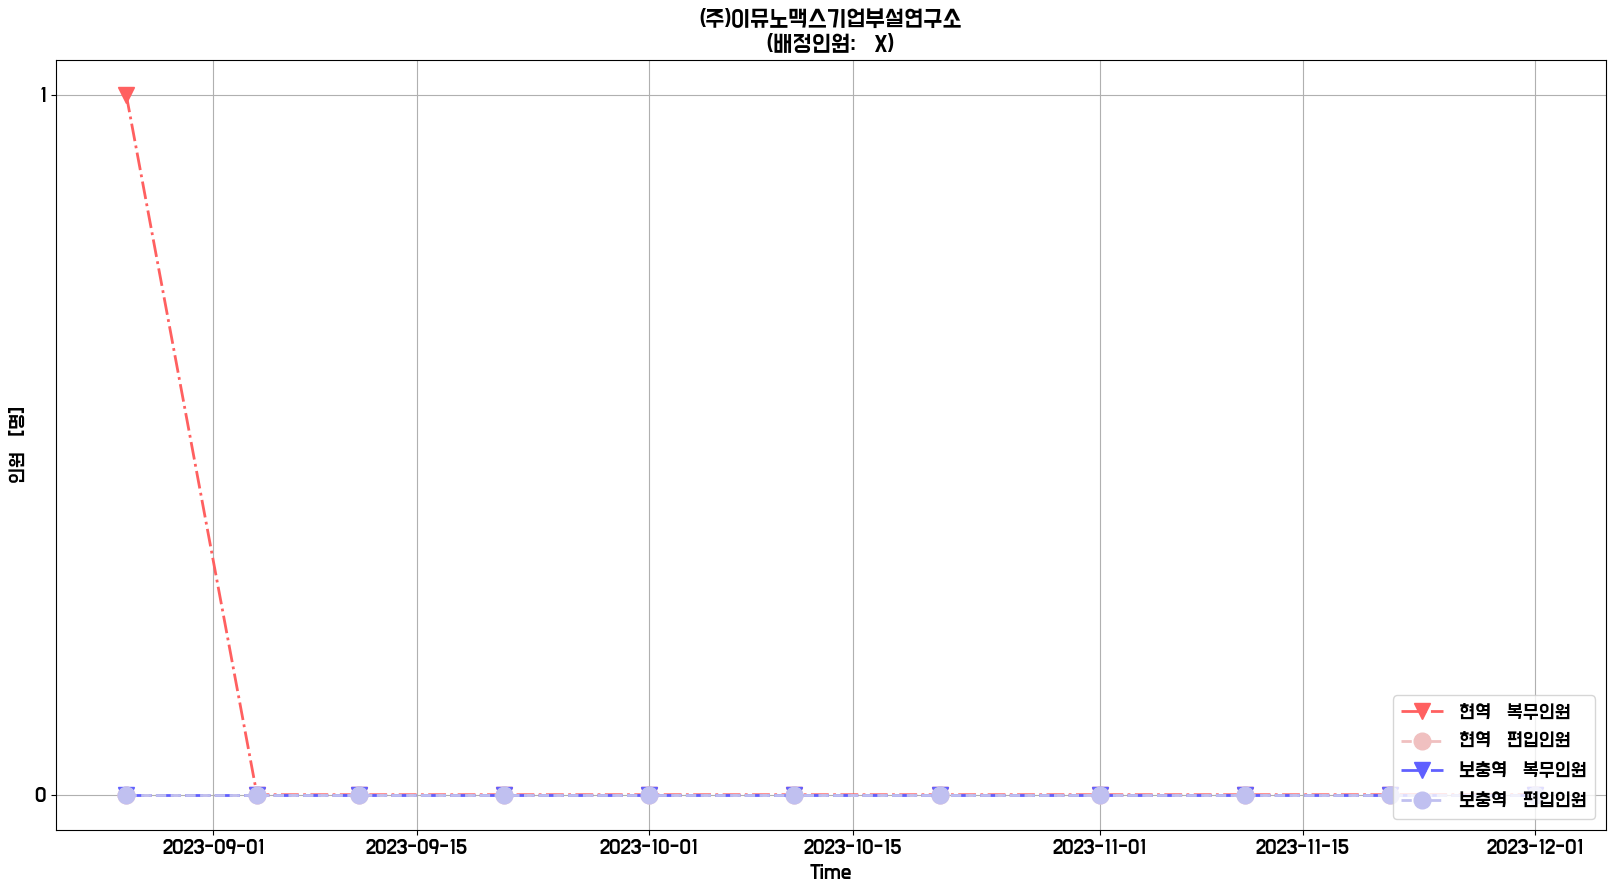 (주)이뮤노맥스기업부설연구소
(배정인원: X)
인원 [명]
1
0
현역 복무인원
현역 편입인원
보충역 복무인원
보충역 편입인원
2023-09-01 2023-09-15 2023-10-01 2023-10-15 2023-11-01 2023-11-15 2023-12-01
Time